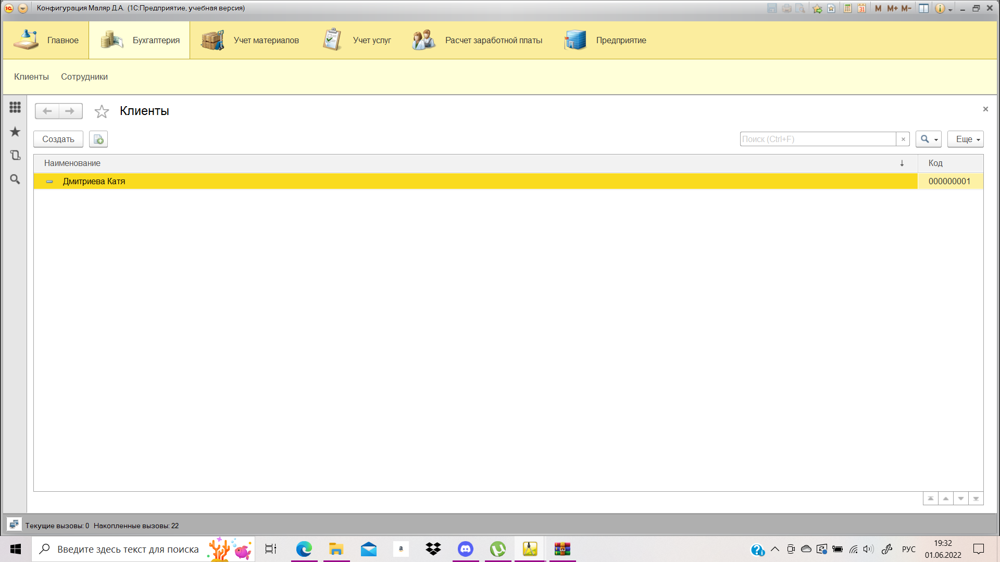 Конфигурация Маляр Д.А. (1С:Предприятие, учебная версия)
31 M M+ M-
Главное
Бухгалтерия
Учет материалов
Учет услуг
Расчет заработной платы
Предприятие
Клиенты Сотрудники
Клиенты
Создать
Поиск (Ctrl+F)
Еще
Наименование Код
Дмитриева Катя 000000001
Текущие вызовы: 0 Накопленные вызовы: 22
Введите здесь текст для поиска
a
РУС
19:32
01.06.2022